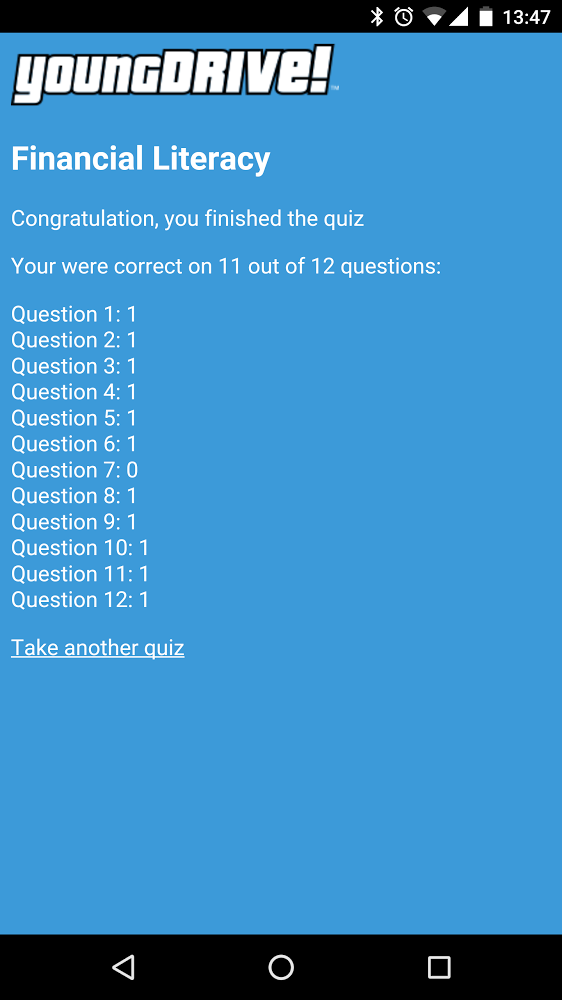 13:47
youngDRIVE!™
Financial Literacy
Congratulation, you finished the quiz
Your were correct on 11 out of 12 questions:
Question 1: 1
Question 2: 1
Question 3: 1
Question 4: 1
Question 5: 1
Question 6: 1
Question 7: 0
Question 8: 1
Question 9: 1
Question 10: 1
Question 11: 1
Question 12: 1
Take another quiz